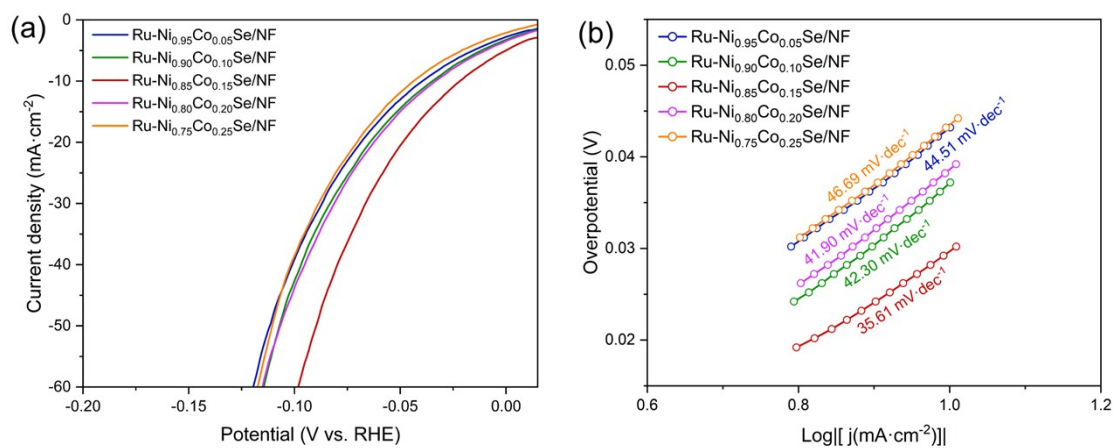 (a)
Ru-Ni0.95Co0.05Se/NF
Ru-Ni0.90Co0.10Se/NF
Ru-Ni0.85Co0.15Se/NF
Ru-Ni0.80Co0.20Se/NF
Ru-Ni0.75Co0.25Se/NF
0
-10
-20
-30
-40
-50
-60
Current density (mA·cm-2)
-0.20
-0.15
-0.10
-0.05
0.00
Potential (V vs. RHE)
(b)
Ru-Ni0.95Co0.05Se/NF
Ru-Ni0.90Co0.10Se/NF
Ru-Ni0.85Co0.15Se/NF
Ru-Ni0.80Co0.20Se/NF
Ru-Ni0.75Co0.25Se/NF
0.05
0.04
0.03
0.02
Overpotential (V)
46.69 mV·dec-1
44.51 mV·dec-1
41.90 mV·dec-1
42.30 mV·dec-1
35.61 mV·dec-1
0.6
0.8
1.0
1.2
Log|[ j(mA·cm-2)]|